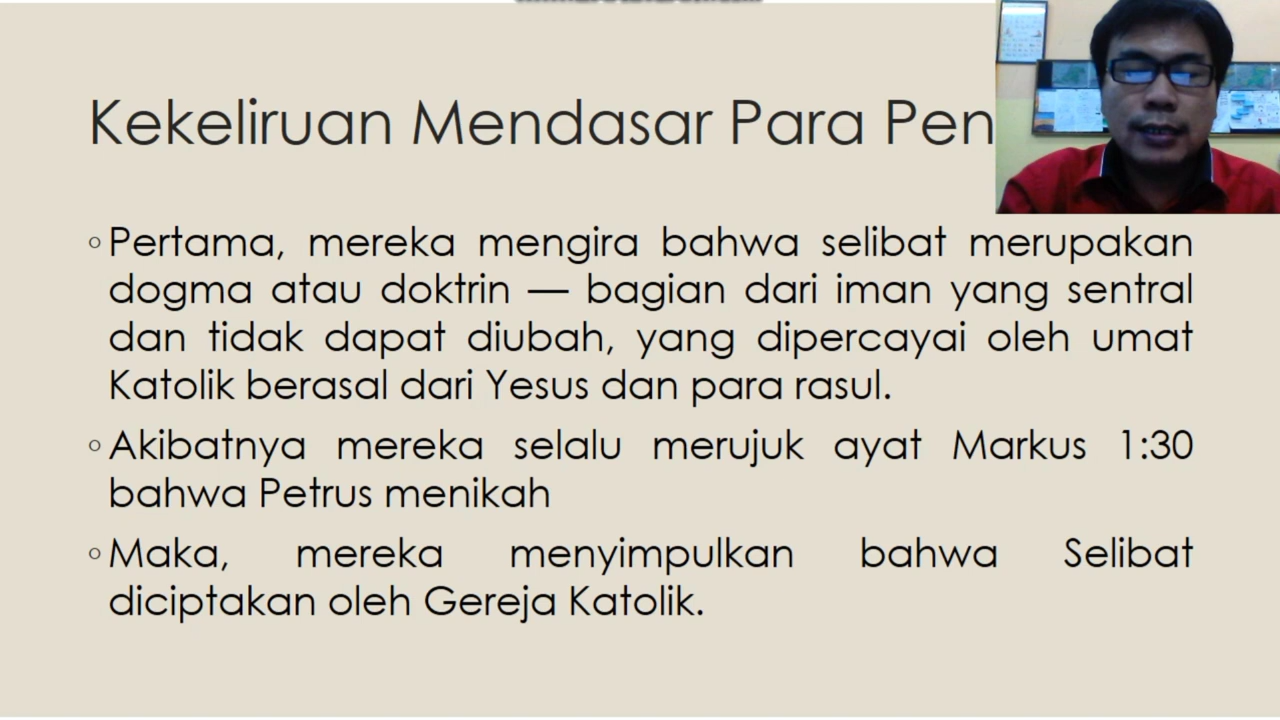 Kekeliruan Mendasar Para Pen
◦ Pertama, mereka mengira bahwa selibat merupakan
dogma atau doktrin — bagian dari iman yang sentral
dan tidak dapat diubah, yang dipercayai oleh umat
Katolik berasal dari Yesus dan para rasul.
◦ Akibatnya mereka selalu merujuk ayat Markus 1:30
bahwa Petrus menikah
◦ Maka, mereka menyimpulkan bahwa Selibat
diciptakan oleh Gereja Katolik.